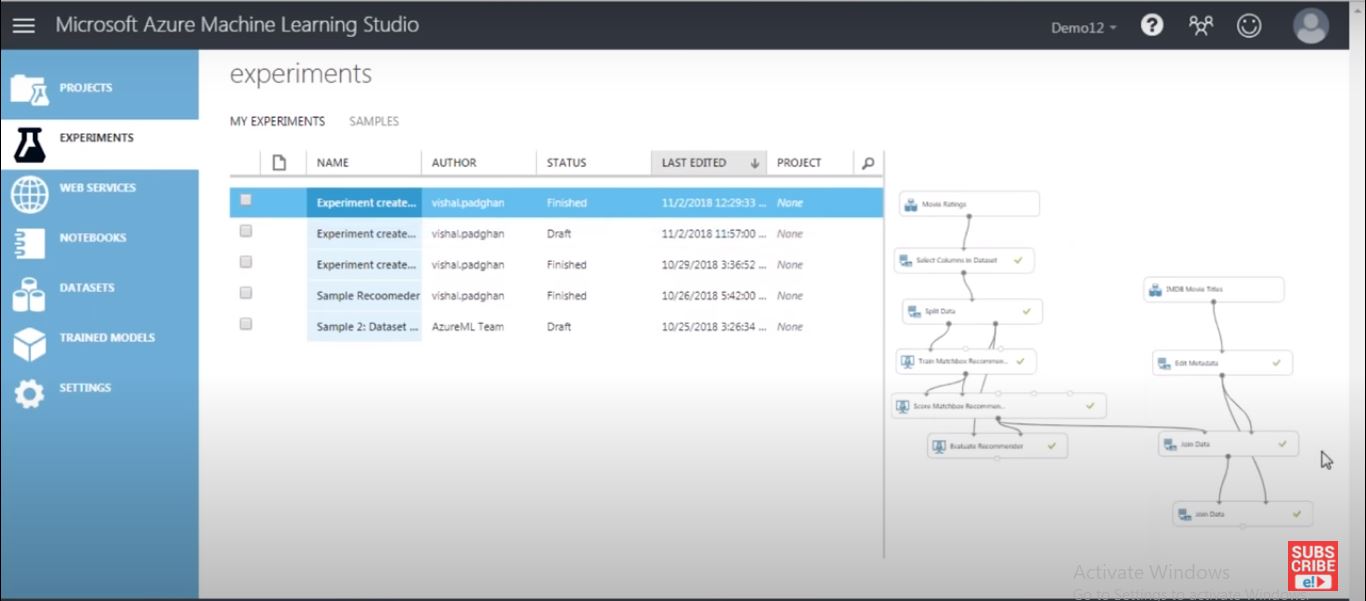 Microsoft Azure Machine Learning Studio
Demo12
PROJECTS
EXPERIMENTS
WEB SERVICES
NOTEBOOKS
DATASETS
TRAINED MODELS
SETTINGS
experiments
MY EXPERIMENTS SAMPLES
NAME AUTHOR STATUS LAST EDITED PROJECT
Experiment create... vishal.padghan Finished 11/2/2018 12:29:33 ... None
Experiment create... vishal.padghan Draft 11/2/2018 11:57:00 ... None
Experiment create... vishal.padghan Finished 10/29/2018 3:36:52 ... None
Sample Recoomeder vishal.padghan Finished 10/26/2018 5:42:00 ... None
Sample 2: Dataset ... AzureML Team Draft 10/25/2018 3:26:34 ... None
Movie Ratings
Select Columns in Dataset
Split Data
Train Matchbox Recommen...
Score Matchbox Recommen...
Evaluate Recommender
IMDB Movie Titles
Edit Metadata
Join Data
Join Data
Activate Windows
Go to Settings to activate Windows.
SUBS
CRIBE
e!